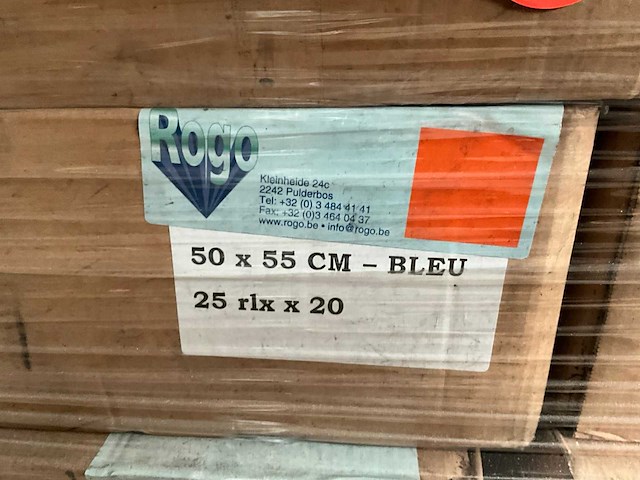 Rogo
Kleinheide 24c
2242 Pulderbos
Tel: +32 (0) 3 484 41 41
Fax: +32 (0)3 464 04 37
www.rogo.be • info@rogo.be
50 x 55 CM – BLEU
25 rlx x 20